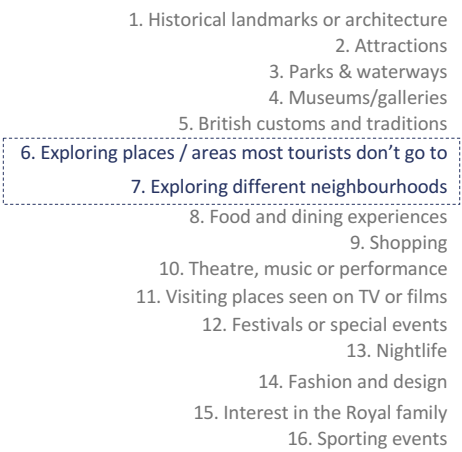 1. Historical landmarks or architecture
2. Attractions
3. Parks & waterways
4. Museums/galleries
5. British customs and traditions
6. Exploring places / areas most tourists don’t go to
7. Exploring different neighbourhoods
8. Food and dining experiences
9. Shopping
10. Theatre, music or performance
11. Visiting places seen on TV or films
12. Festivals or special events
13. Nightlife
14. Fashion and design
15. Interest in the Royal family
16. Sporting events